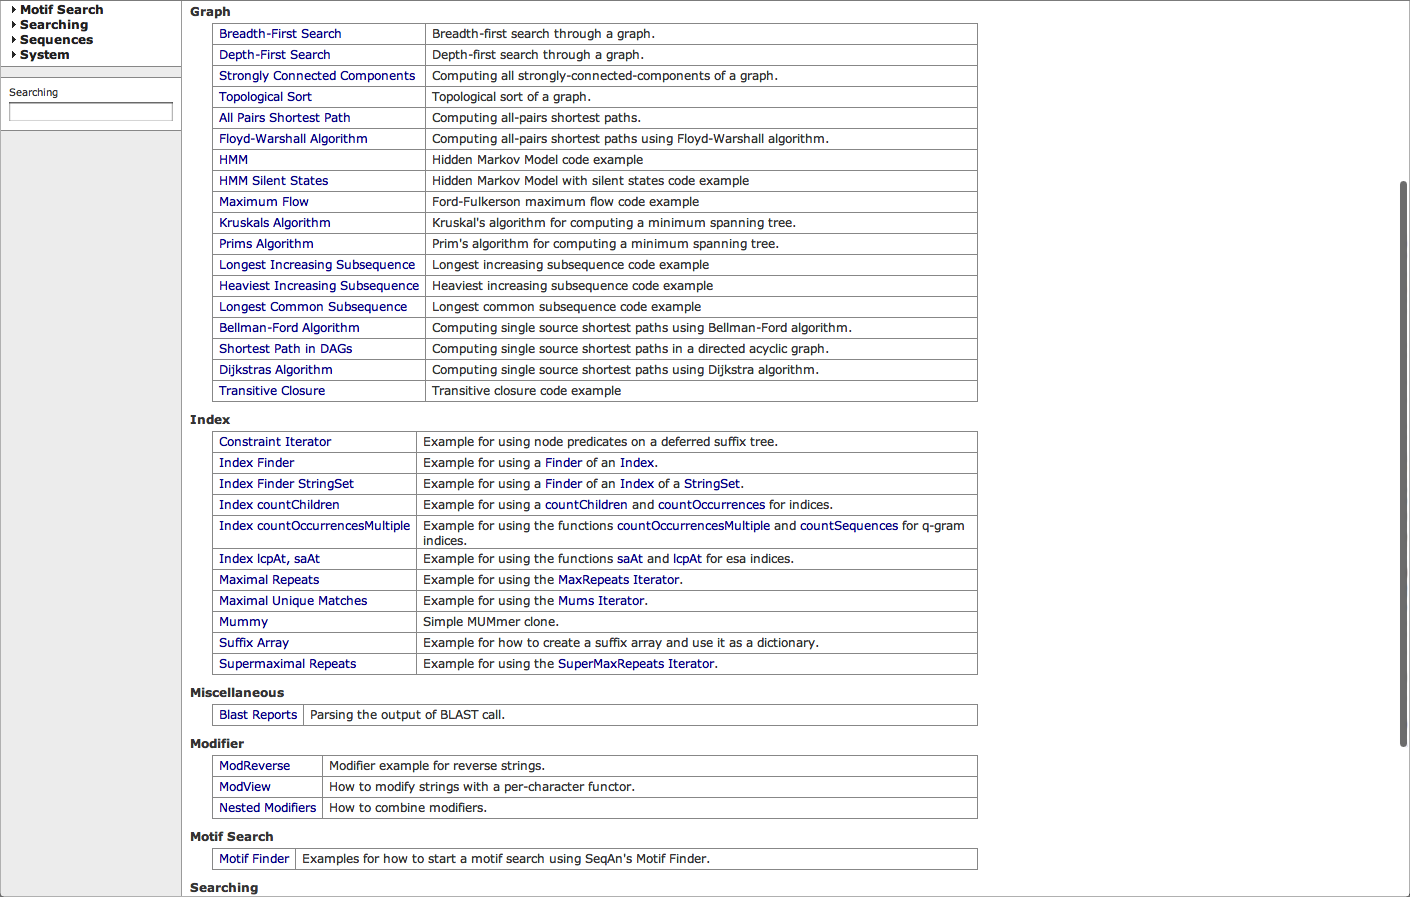 Motif Search
Searching
Sequences
System
Searching
Graph
Breadth-First Search Breadth-first search through a graph.
Depth-First Search Depth-first search through a graph.
Strongly Connected Components Computing all strongly-connected-components of a graph.
Topological Sort Topological sort of a graph.
All Pairs Shortest Path Computing all-pairs shortest paths.
Floyd-Warshall Algorithm Computing all-pairs shortest paths using Floyd-Warshall algorithm.
HMM Hidden Markov Model code example
HMM Silent States Hidden Markov Model with silent states code example
Maximum Flow Ford-Fulkerson maximum flow code example
Kruskals Algorithm Kruskal's algorithm for computing a minimum spanning tree.
Prims Algorithm Prim's algorithm for computing a minimum spanning tree.
Longest Increasing Subsequence Longest increasing subsequence code example
Heaviest Increasing Subsequence Heaviest increasing subsequence code example
Longest Common Subsequence Longest common subsequence code example
Bellman-Ford Algorithm Computing single source shortest paths using Bellman-Ford algorithm.
Shortest Path in DAGs Computing single source shortest paths in a directed acyclic graph.
Dijkstras Algorithm Computing single source shortest paths using Dijkstra algorithm.
Transitive Closure Transitive closure code example
Index
Constraint Iterator Example for using node predicates on a deferred suffix tree.
Index Finder Example for using a Finder of an Index.
Index Finder StringSet Example for using a Finder of an Index of a StringSet.
Index countChildren Example for using a countChildren and countOccurrences for indices.
Index countOccurrencesMultiple Example for using the functions countOccurrencesMultiple and countSequences for q-gram
indices.
Index lcpAt, saAt Example for using the functions saAt and lcpAt for esa indices.
Maximal Repeats Example for using the MaxRepeats Iterator.
Maximal Unique Matches Example for using the Mums Iterator.
Mummy Simple MUMmer clone.
Suffix Array Example for how to create a suffix array and use it as a dictionary.
Supermaximal Repeats Example for using the SuperMaxRepeats Iterator.
Miscellaneous
Blast Reports Parsing the output of BLAST call.
Modifier
ModReverse Modifier example for reverse strings.
ModView How to modify strings with a per-character functor.
Nested Modifiers How to combine modifiers.
Motif Search
Motif Finder Examples for how to start a motif search using SeqAn's Motif Finder.
Searching